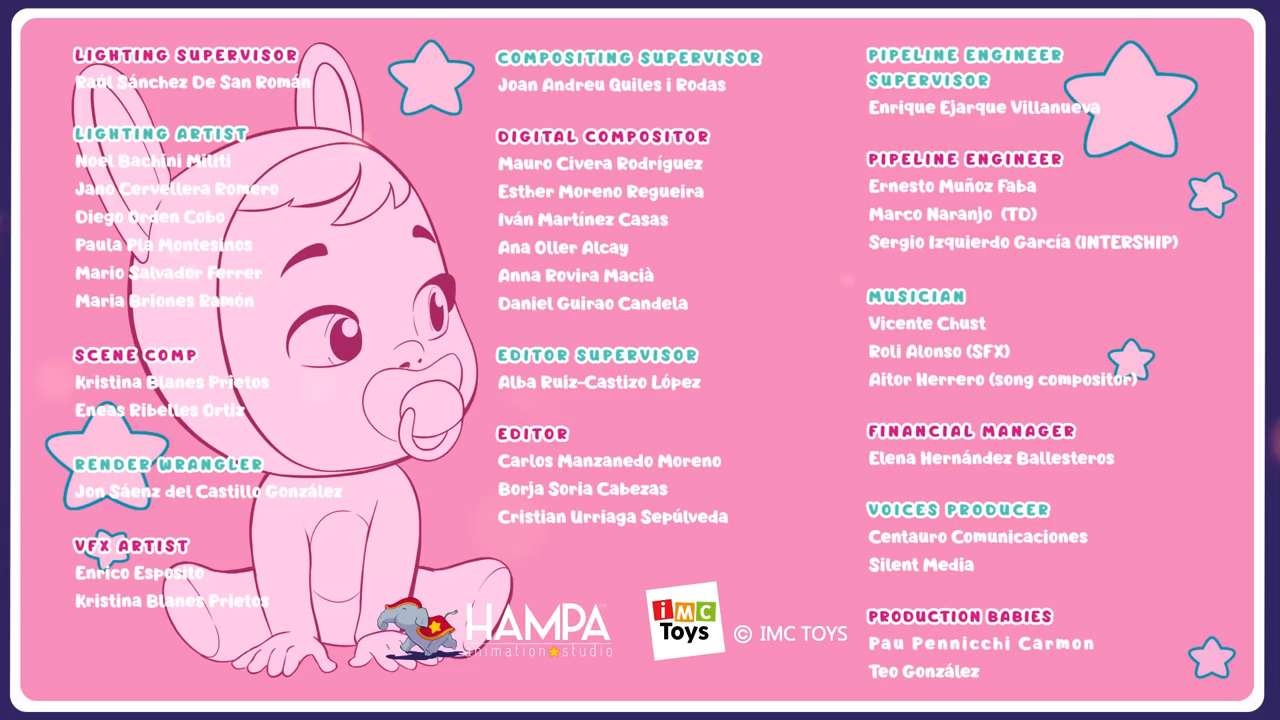 LIGHTING SUPERVISOR
Raúl Sánchez De San Román
LIGHTING ARTIST
Noel Bachini Militi
Jano Cervellera Romero
Diego Orden Cobo
Paula Pla Montesinos
Mario Salvador Ferrer
Maria Briones Ramón
SCENE COMP
Kristina Blanes Prietos
Eneas Ribelles Ortiz
RENDER WRANGLER
Jon Sáenz del Castillo González
VFX ARTIST
Enrico Esposito
Kristina Blanes Prietos
COMPOSITING SUPERVISOR
Joan Andreu Quiles i Rodas
DIGITAL COMPOSITOR
Mauro Civera Rodríguez
Esther Moreno Regueira
Iván Martínez Casas
Ana Oller Alcay
Anna Rovira Macià
Daniel Guirao Candela
EDITOR SUPERVISOR
Alba Ruiz-Castizo López
EDITOR
Carlos Manzanedo Moreno
Borja Soria Cabezas
Cristian Urriaga Sepúlveda
HAMPA
animation studio
iMC
Toys
© IMC TOYS
PIPELINE ENGINEER
SUPERVISOR
Enrique Ejarque Villanueva
PIPELINE ENGINEER
Ernesto Muñoz Faba
Marco Naranjo (TD)
Sergio Izquierdo García (INTERSHIP)
MUSICIAN
Vicente Chust
Roli Alonso (SFX)
Aitor Herrero (song compositor)
FINANCIAL MANAGER
Elena Hernández Ballesteros
VOICES PRODUCER
Centauro Comunicaciones
Silent Media
PRODUCTION BABIES
Pau Pennicchi Carmon
Teo González